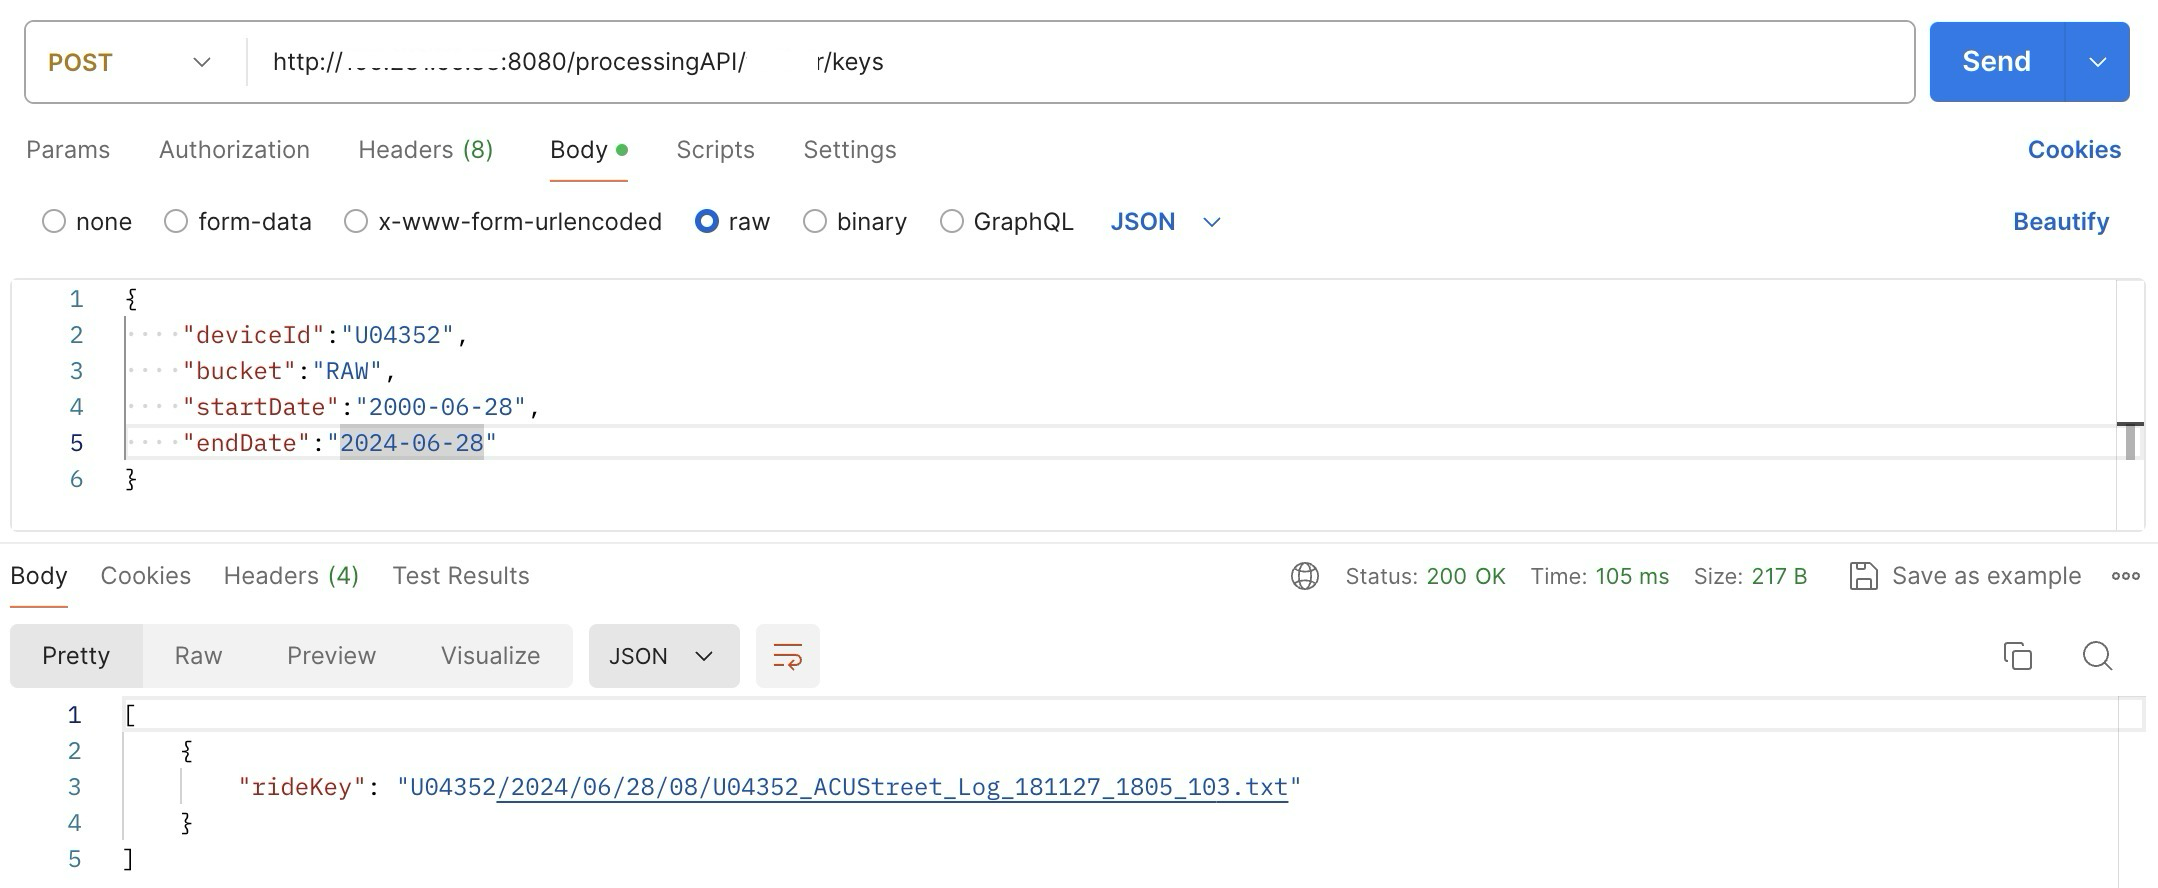 POST http:// :8080/processingAPI/ r/keys Send
Params Authorization Headers (8) Body Scripts Settings Cookies
none form-data x-www-form-urlencoded raw binary GraphQL JSON Beautify
1 {
2 ····"deviceId":"U04352",
3 ····"bucket":"RAW",
4 ····"startDate":"2000-06-28",
5 ····"endDate":"2024-06-28"
6 }
Body Cookies Headers (4) Test Results Status: 200 OK Time: 105 ms Size: 217 B Save as example
Pretty Raw Preview Visualize JSON
1 [
2 {
3 "rideKey": "U04352/2024/06/28/08/U04352_ACUStreet_Log_181127_1805_103.txt"
4 }
5 ]